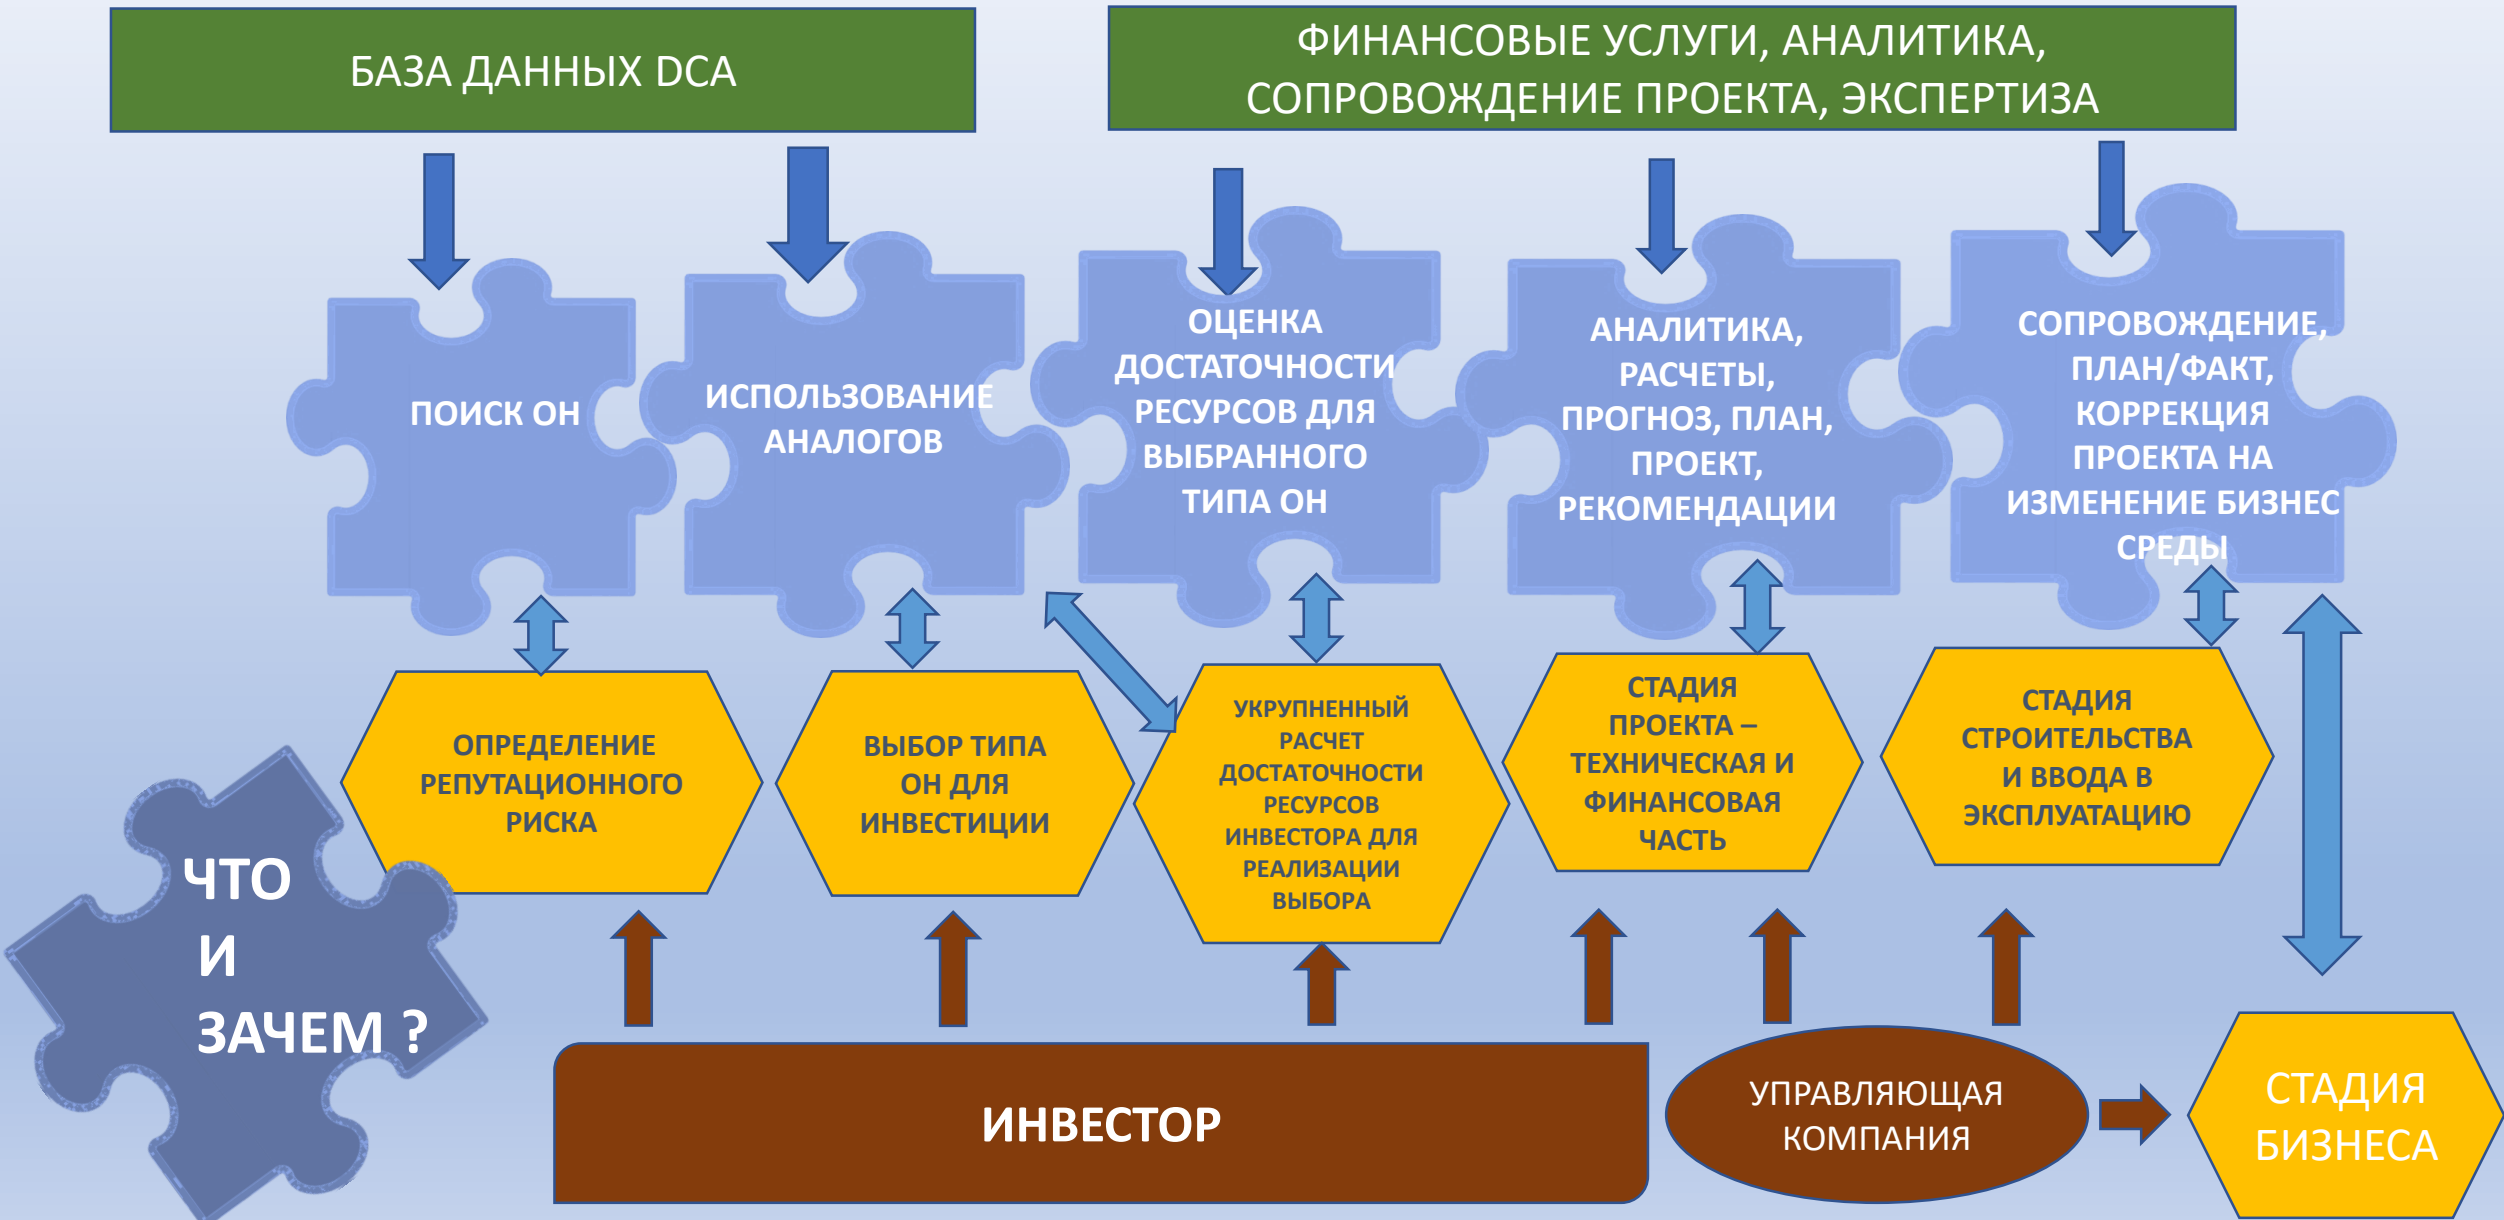 БАЗА ДАННЫХ DCA
ФИНАНСОВЫЕ УСЛУГИ, АНАЛИТИКА,
СОПРОВОЖДЕНИЕ ПРОЕКТА, ЭКСПЕРТИЗА
ПОИСК ОН
ИСПОЛЬЗОВАНИЕ
АНАЛОГОВ
ОЦЕНКА
ДОСТАТОЧНОСТИ
РЕСУРСОВ ДЛЯ
ВЫБРАННОГО
ТИПА ОН
АНАЛИТИКА,
РАСЧЕТЫ,
ПРОГНОЗ, ПЛАН,
ПРОЕКТ,
РЕКОМЕНДАЦИИ
СОПРОВОЖДЕНИЕ,
ПЛАН/ФАКТ,
КОРРЕКЦИЯ
ПРОЕКТА НА
ИЗМЕНЕНИЕ БИЗНЕС
СРЕДЫ
ОПРЕДЕЛЕНИЕ
РЕПУТАЦИОННОГО
РИСКА
ВЫБОР ТИПА
ОН ДЛЯ
ИНВЕСТИЦИИ
УКРУПНЕННЫЙ
РАСЧЕТ
ДОСТАТОЧНОСТИ
РЕСУРСОВ
ИНВЕСТОРА ДЛЯ
РЕАЛИЗАЦИИ
ВЫБОРА
СТАДИЯ
ПРОЕКТА –
ТЕХНИЧЕСКАЯ И
ФИНАНСОВАЯ
ЧАСТЬ
СТАДИЯ
СТРОИТЕЛЬСТВА
И ВВОДА В
ЭКСПЛУАТАЦИЮ
ЧТО
И
ЗАЧЕМ ?
ИНВЕСТОР
УПРАВЛЯЮЩАЯ
КОМПАНИЯ
СТАДИЯ
БИЗНЕСА